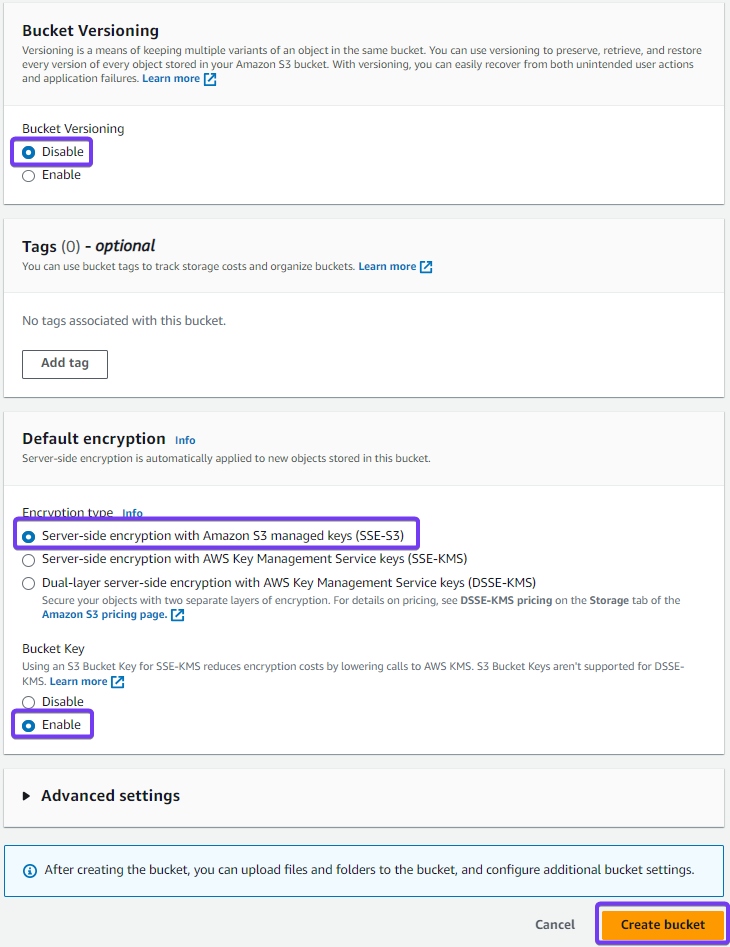 Bucket Versioning
Versioning is a means of keeping multiple variants of an object in the same bucket. You can use versioning to preserve, retrieve, and restore
every version of every object stored in your Amazon S3 bucket. With versioning, you can easily recover from both unintended user actions
and application failures. Learn more
Bucket Versioning
Disable
Enable
Tags (0) - optional
You can use bucket tags to track storage costs and organize buckets. Learn more
No tags associated with this bucket.
Add tag
Default encryption Info
Server-side encryption is automatically applied to new objects stored in this bucket.
Encryption type Info
Server-side encryption with Amazon S3 managed keys (SSE-S3)
Server-side encryption with AWS Key Management Service keys (SSE-KMS)
Dual-layer server-side encryption with AWS Key Management Service keys (DSSE-KMS)
Secure your objects with two separate layers of encryption. For details on pricing, see DSSE-KMS pricing on the Storage tab of the
Amazon S3 pricing page.
Bucket Key
Using an S3 Bucket Key for SSE-KMS reduces encryption costs by lowering calls to AWS KMS. S3 Bucket Keys aren't supported for DSSE-
KMS. Learn more
Disable
Enable
Advanced settings
After creating the bucket, you can upload files and folders to the bucket, and configure additional bucket settings.
Cancel Create bucket